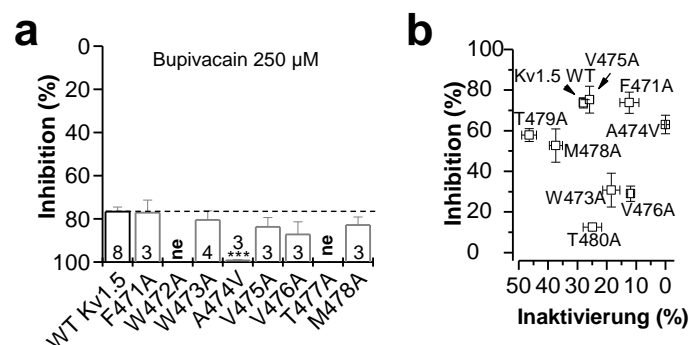 a
Bupivacain 250 µM
Inhibition (%)
0
20
40
60
80
100
8
3
ne
4
3
***
3
3
ne
3
WT Kv1.5
F471A
W472A
W473A
A474V
V475A
V476A
T477A
M478A
b
V475A
Kv1.5 WT
F471A
T479A
A474V
M478A
W473A
V476A
T480A
Inhibition (%)
100
80
60
40
20
0
50
40
30
20
10
0
Inaktivierung (%)